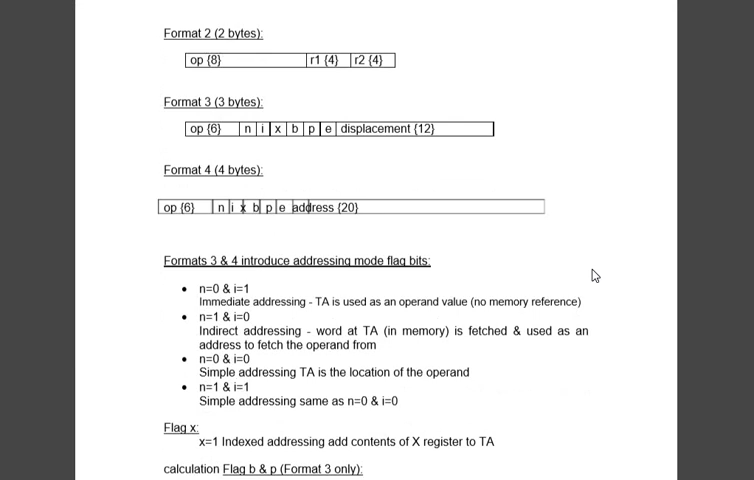 Format 2 (2 bytes):
op {8} r1 {4} r2 {4}
Format 3 (3 bytes):
op {6} n i x b p e displacement {12}
Format 4 (4 bytes):
op {6} n i x b p e address {20}
Formats 3 & 4 introduce addressing mode flag bits:
• n=0 & i=1
Immediate addressing - TA is used as an operand value (no memory reference)
• n=1 & i=0
Indirect addressing - word at TA (in memory) is fetched & used as an
address to fetch the operand from
• n=0 & i=0
Simple addressing TA is the location of the operand
• n=1 & i=1
Simple addressing same as n=0 & i=0
Flag x:
x=1 Indexed addressing add contents of X register to TA
calculation Flag b & p (Format 3 only):